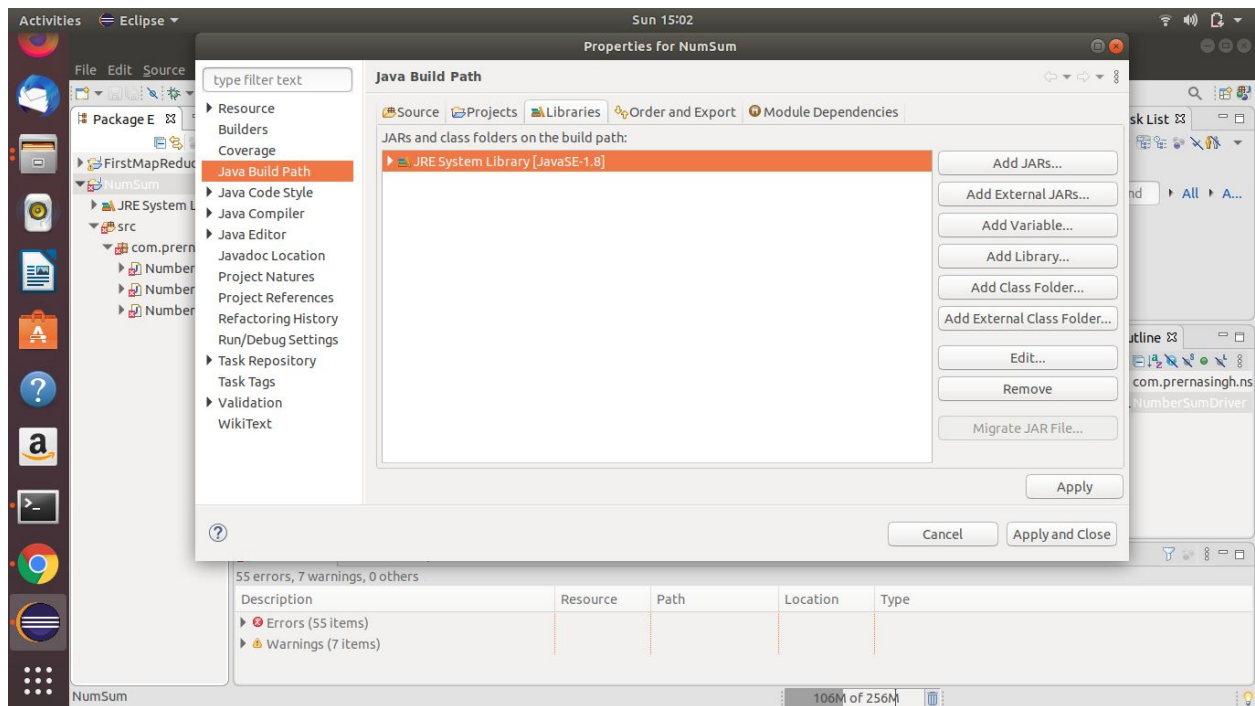 Activities Eclipse Sun 15:02
Properties for NumSum
File Edit Source
type filter text
Java Build Path
Package E
sk List
Resource
Builders
Coverage
Java Build Path
Java Code Style
Java Compiler
Java Editor
Javadoc Location
Project Natures
Project References
Refactoring History
Run/Debug Settings
Task Repository
Task Tags
Validation
WikiText
FirstMapReduc
NumSum
JRE System L
src
com.prern
Number
Number
Number
Source Projects Libraries Order and Export Module Dependencies
JARs and class folders on the build path:
JRE System Library [JavaSE-1.8]
Add JARs...
Add External JARs...
Add Variable...
Add Library...
Add Class Folder...
Add External Class Folder...
Edit...
Remove
Migrate JAR File...
Apply
Cancel Apply and Close
nd All A...
utline
com.prernasingh.ns
NumberSumDriver
55 errors, 7 warnings, 0 others
Description Resource Path Location Type
Errors (55 items)
Warnings (7 items)
NumSum 106M of 256M